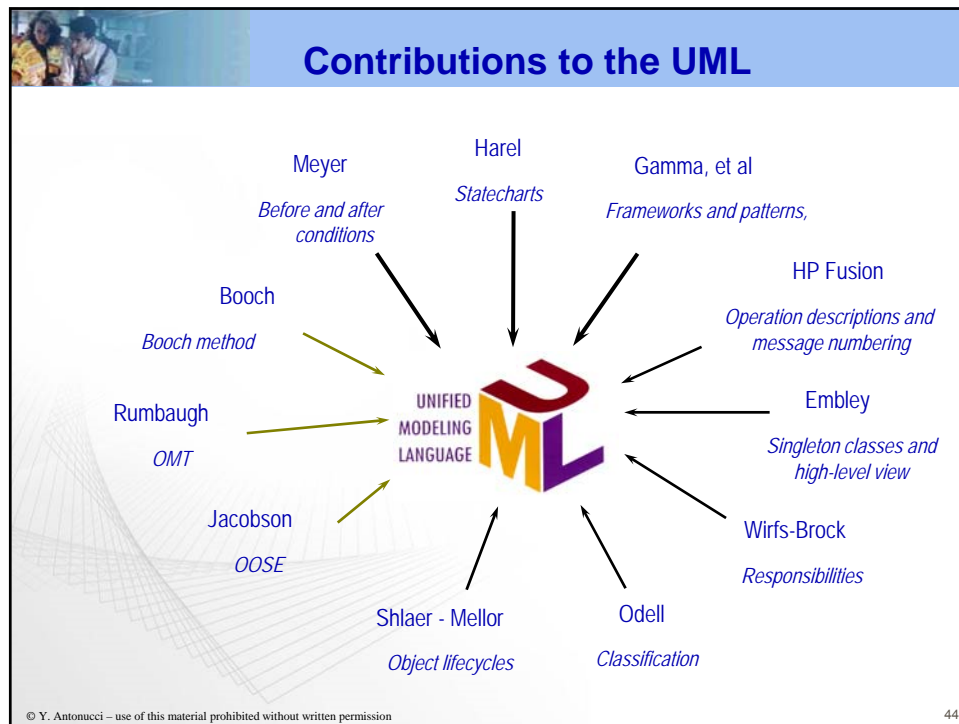 Contributions to the UML
Harel
Statecharts
Meyer
Before and after
conditions
Gamma, et al
Frameworks and patterns,
HP Fusion
Operation descriptions and
message numbering
Booch
Booch method
UNIFIED
MODELING
LANGUAGE
UML
Embley
Singleton classes and
high-level view
Rumbaugh
OMT
Jacobson
OOSE
Wirfs-Brock
Responsibilities
Shlaer - Mellor
Object lifecycles
Odell
Classification
© Y. Antonucci – use of this material prohibited without written permission
44